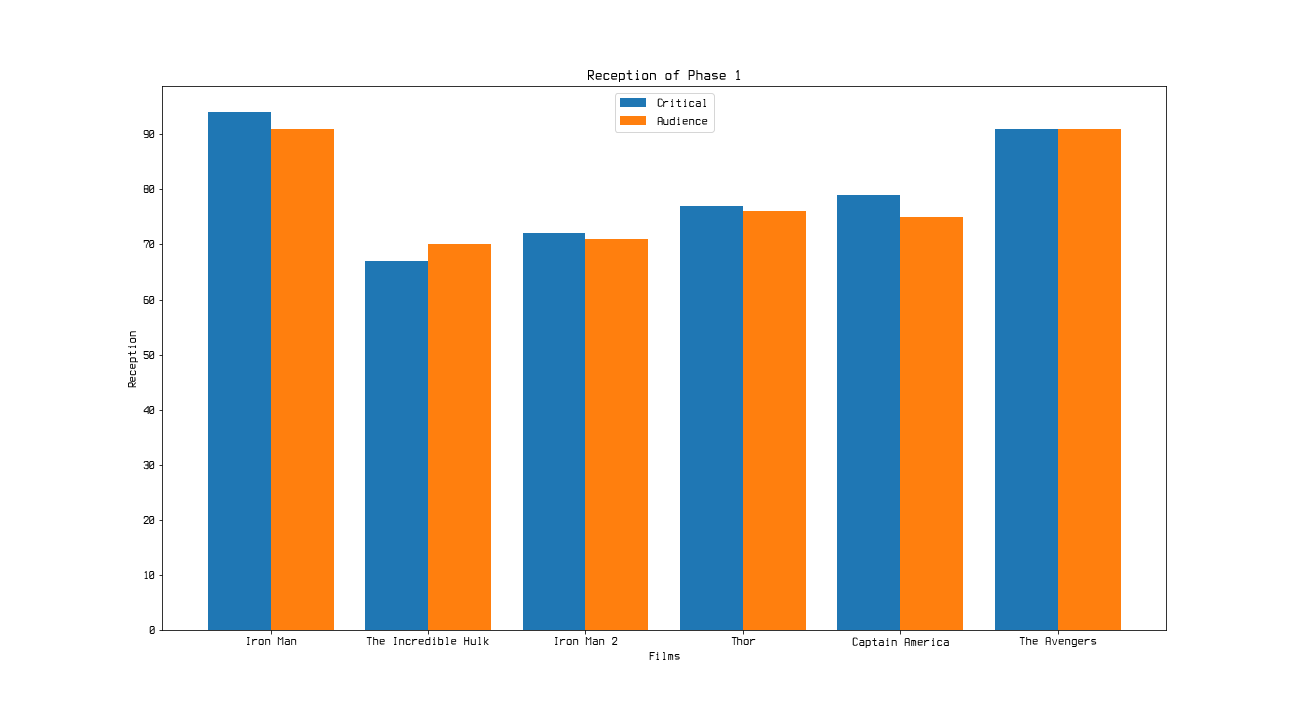 Reception of Phase 1
Critical
Audience
Reception
90
80
70
60
50
40
30
20
10
0
Iron Man The Incredible Hulk Iron Man 2 Thor Captain America The Avengers
Films